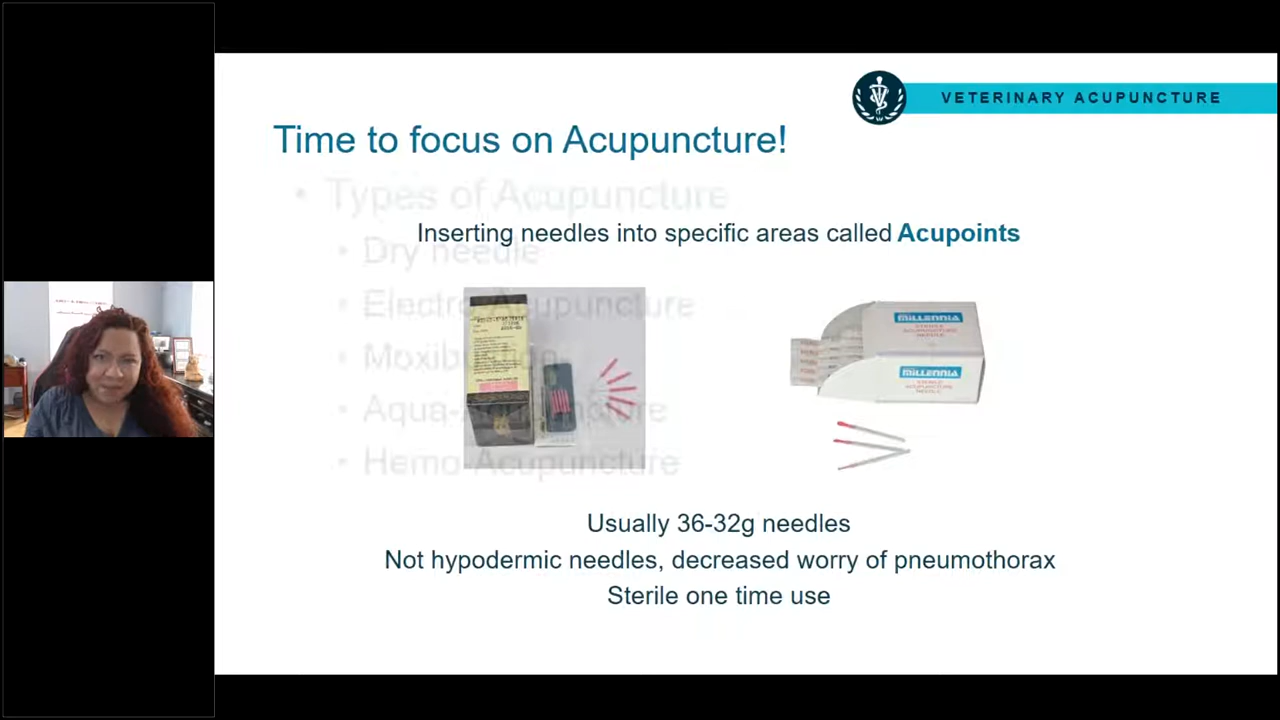 VETERINARY ACUPUNCTURE
Time to focus on Acupuncture!
• Types of Acupuncture
Inserting needles into specific areas called Acupoints
• Dry needle
• Electro-Acupuncture
MILLENNIA
MILLENNIA
• Aqua-Acupuncture
• Hemo-Acupuncture
Usually 36-32g needles
Not hypodermic needles, decreased worry of pneumothorax
Sterile one time use